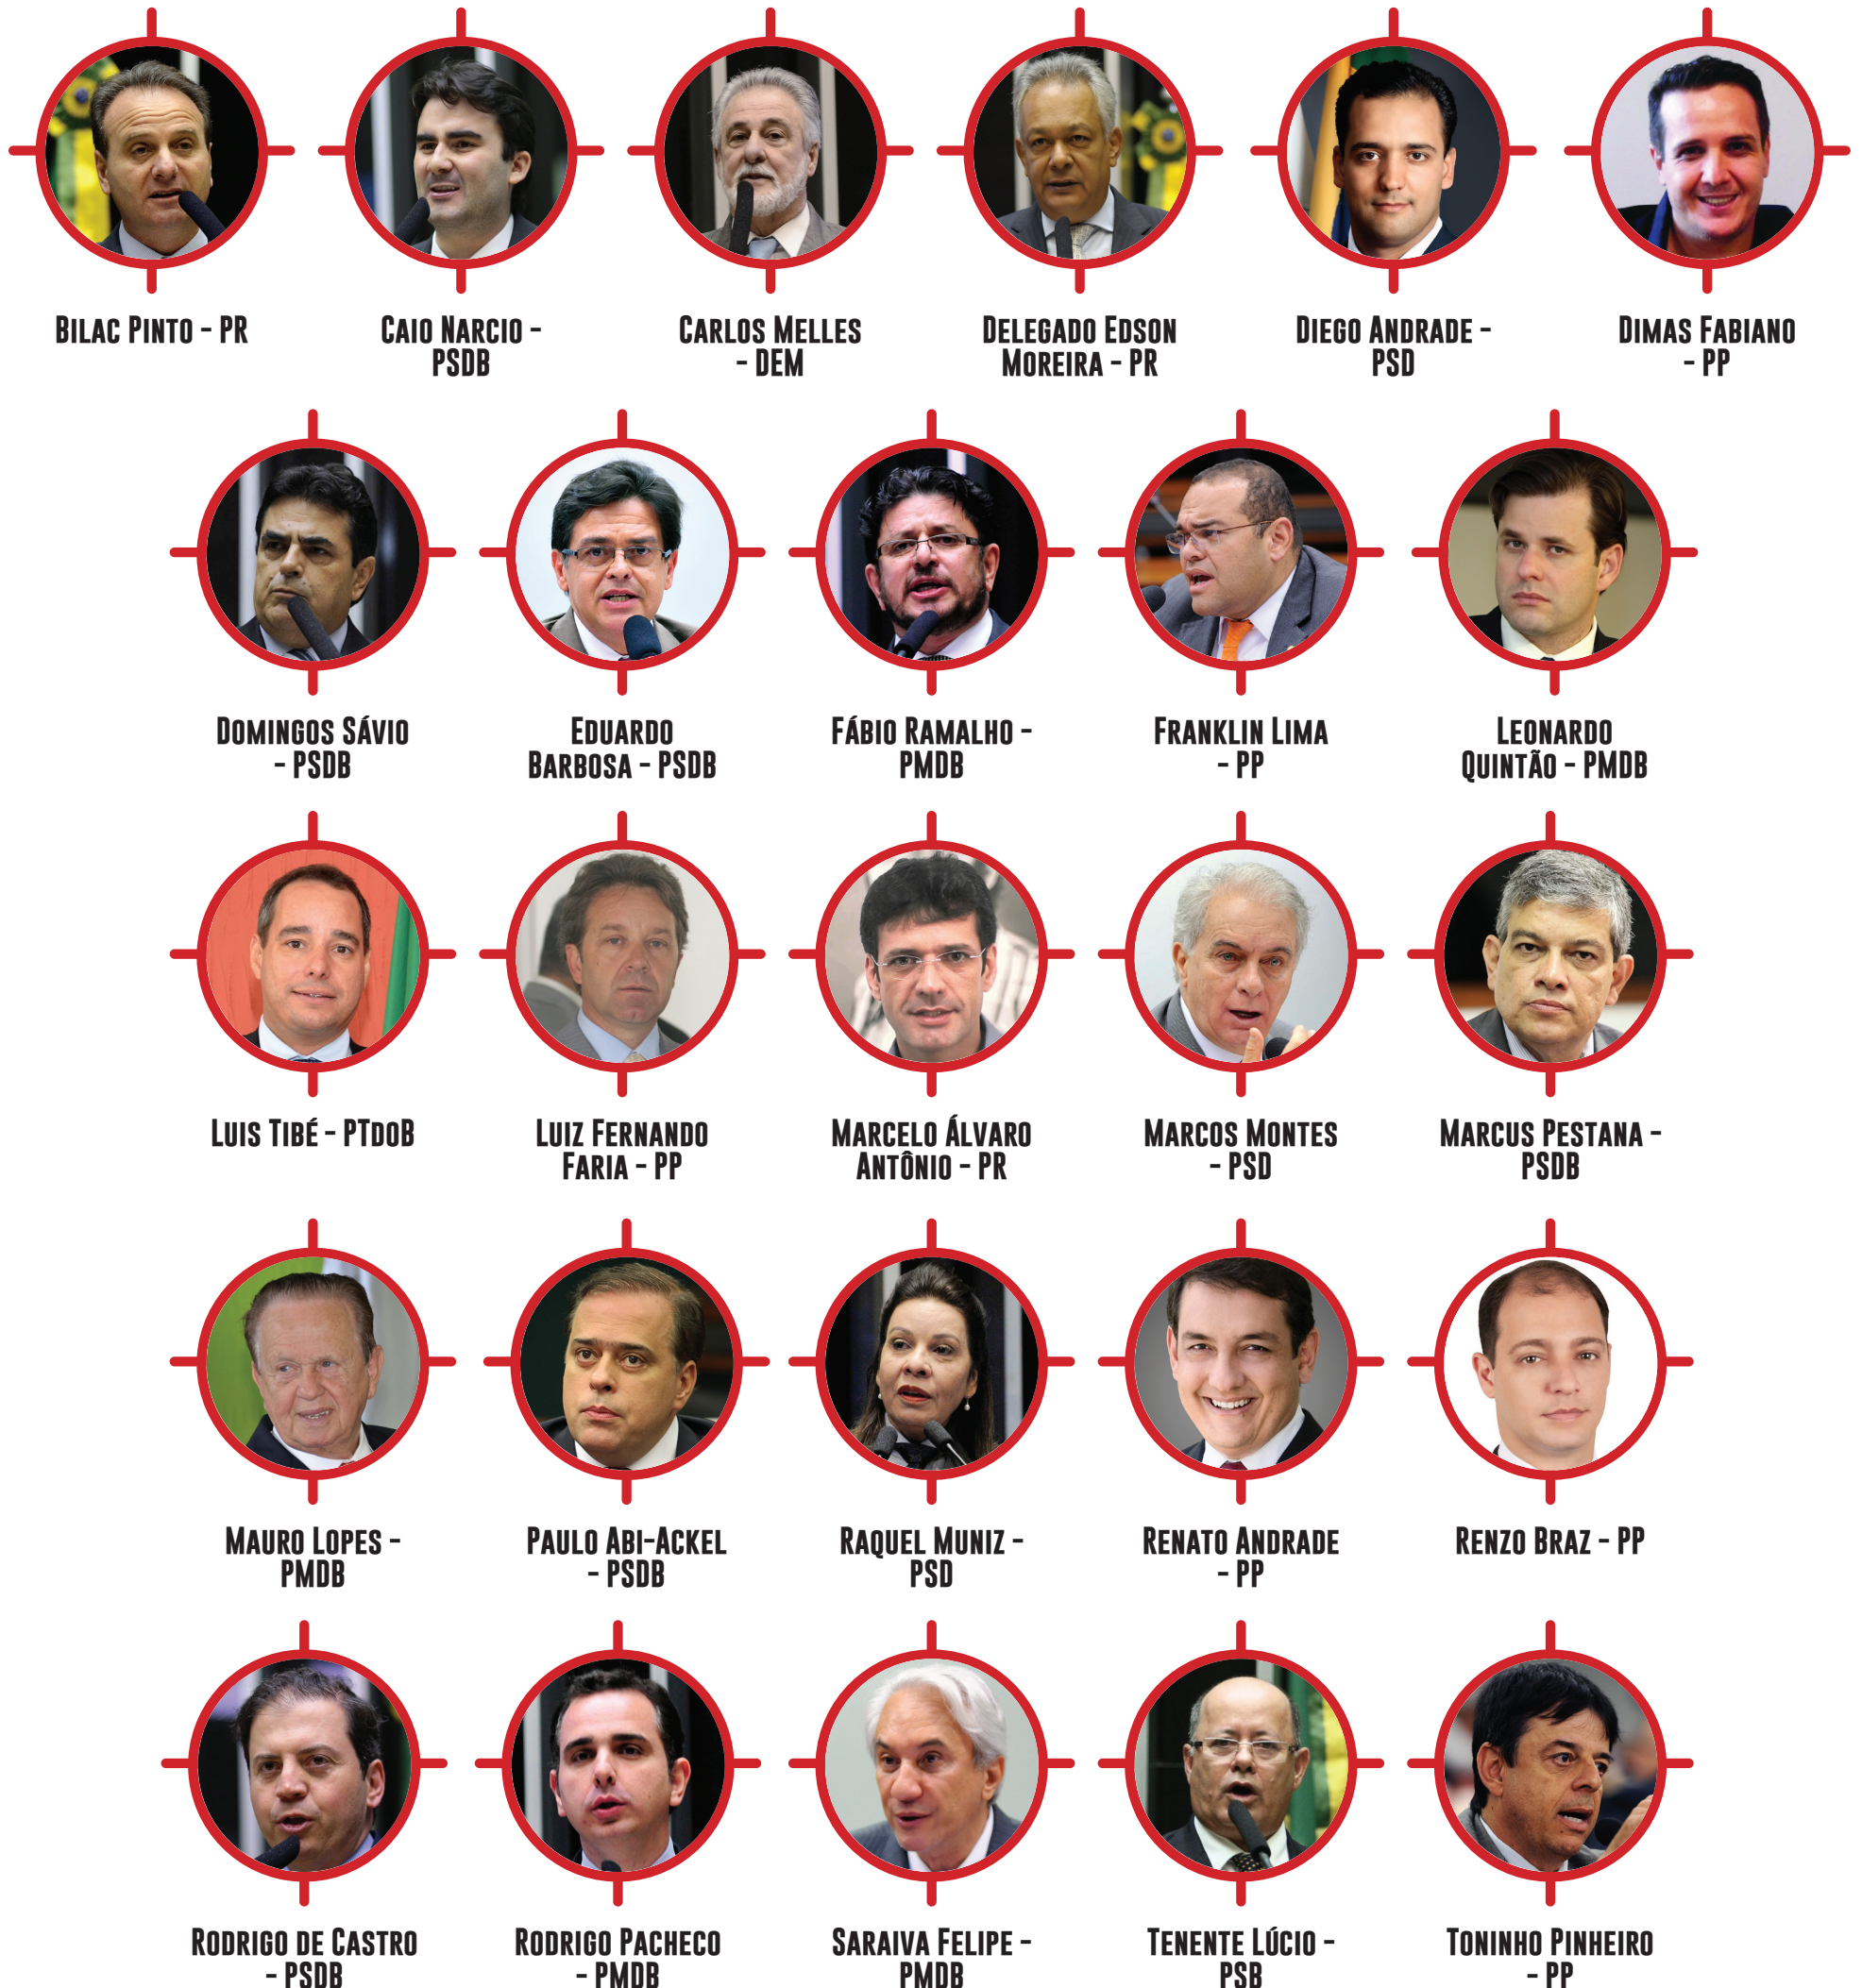 Bilac Pinto - PR
Caio Narcio -
PSDB
Carlos Melles
- DEM
Delegado Edson
Moreira - PR
Diego Andrade -
PSD
Dimas Fabiano
- PP
Domingos Sávio
- PSDB
Eduardo
Barbosa - PSDB
Fábio Ramalho -
PMDB
Franklin Lima
- PP
Leonardo
Quintão - PMDB
Luis Tibé - PTdoB
Luiz Fernando
Faria - PP
Marcelo Álvaro
Antônio - PR
Marcos Montes
- PSD
Marcus Pestana -
PSDB
Mauro Lopes -
PMDB
Paulo Abi-Ackel
- PSDB
Raquel Muniz -
PSD
Renato Andrade
- PP
Renzo Braz - PP
Rodrigo de Castro
- PSDB
Rodrigo Pacheco
- PMDB
Saraiva Felipe -
PMDB
Tenente Lúcio -
PSB
Toninho Pinheiro
- PP